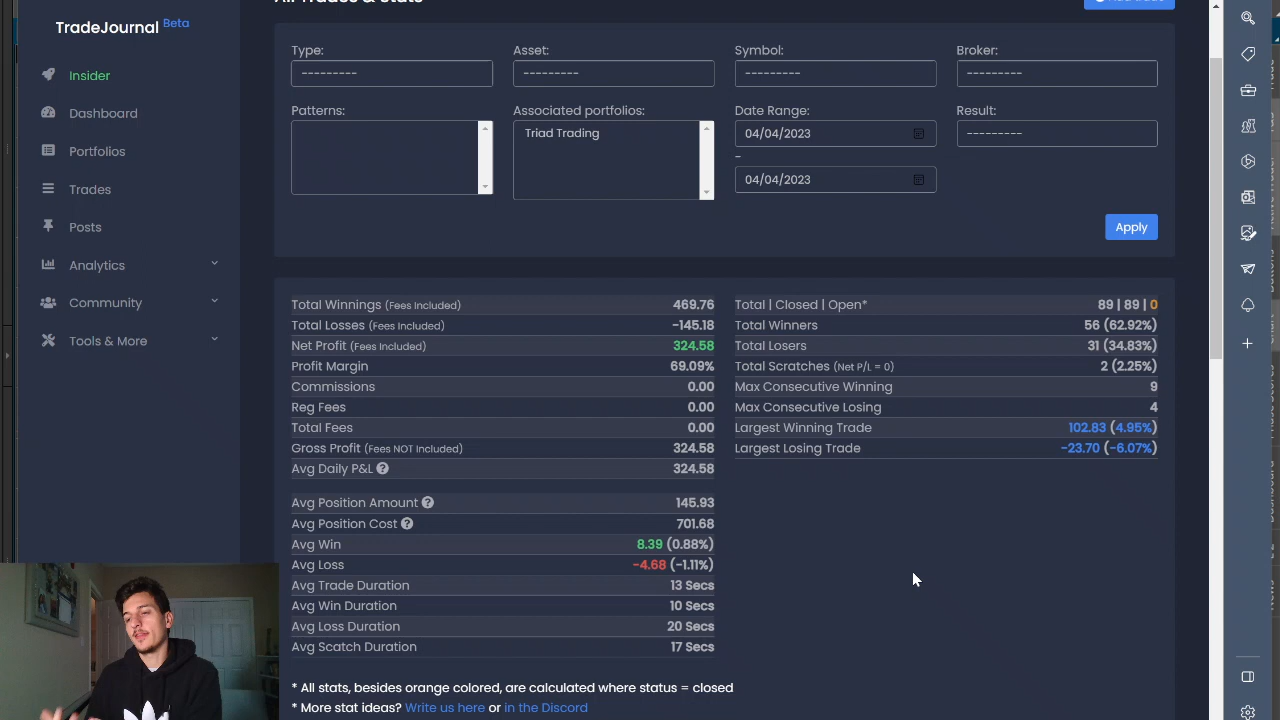 All Trades & Stats
TradeJournal Beta
Insider
Dashboard
Portfolios
Trades
Posts
Analytics
Community
Tools & More
Type: Asset: Symbol: Broker:
--------- --------- --------- ---------
Patterns: Associated portfolios: Date Range: Result:
Triad Trading 04/04/2023 ---------
–
04/04/2023
Apply
Total Winnings (Fees Included) 469.76
Total Losses (Fees Included) -145.18
Net Profit (Fees Included) 324.58
Profit Margin 69.09%
Commissions 0.00
Reg Fees 0.00
Total Fees 0.00
Gross Profit (Fees NOT Included) 324.58
Avg Daily P&L ? 324.58
Avg Position Amount ? 145.93
Avg Position Cost ? 701.68
Avg Win 8.39 (0.88%)
Avg Loss -4.68 (-1.11%)
Avg Trade Duration 13 Secs
Avg Win Duration 10 Secs
Avg Loss Duration 20 Secs
Avg Scatch Duration 17 Secs
Total | Closed | Open* 89 | 89 | 0
Total Winners 56 (62.92%)
Total Losers 31 (34.83%)
Total Scratches (Net P/L = 0) 2 (2.25%)
Max Consecutive Winning 9
Max Consecutive Losing 4
Largest Winning Trade 102.83 (4.95%)
Largest Losing Trade -23.70 (-6.07%)
* All stats, besides orange colored, are calculated where status = closed
* More stat ideas? Write us here or in the Discord